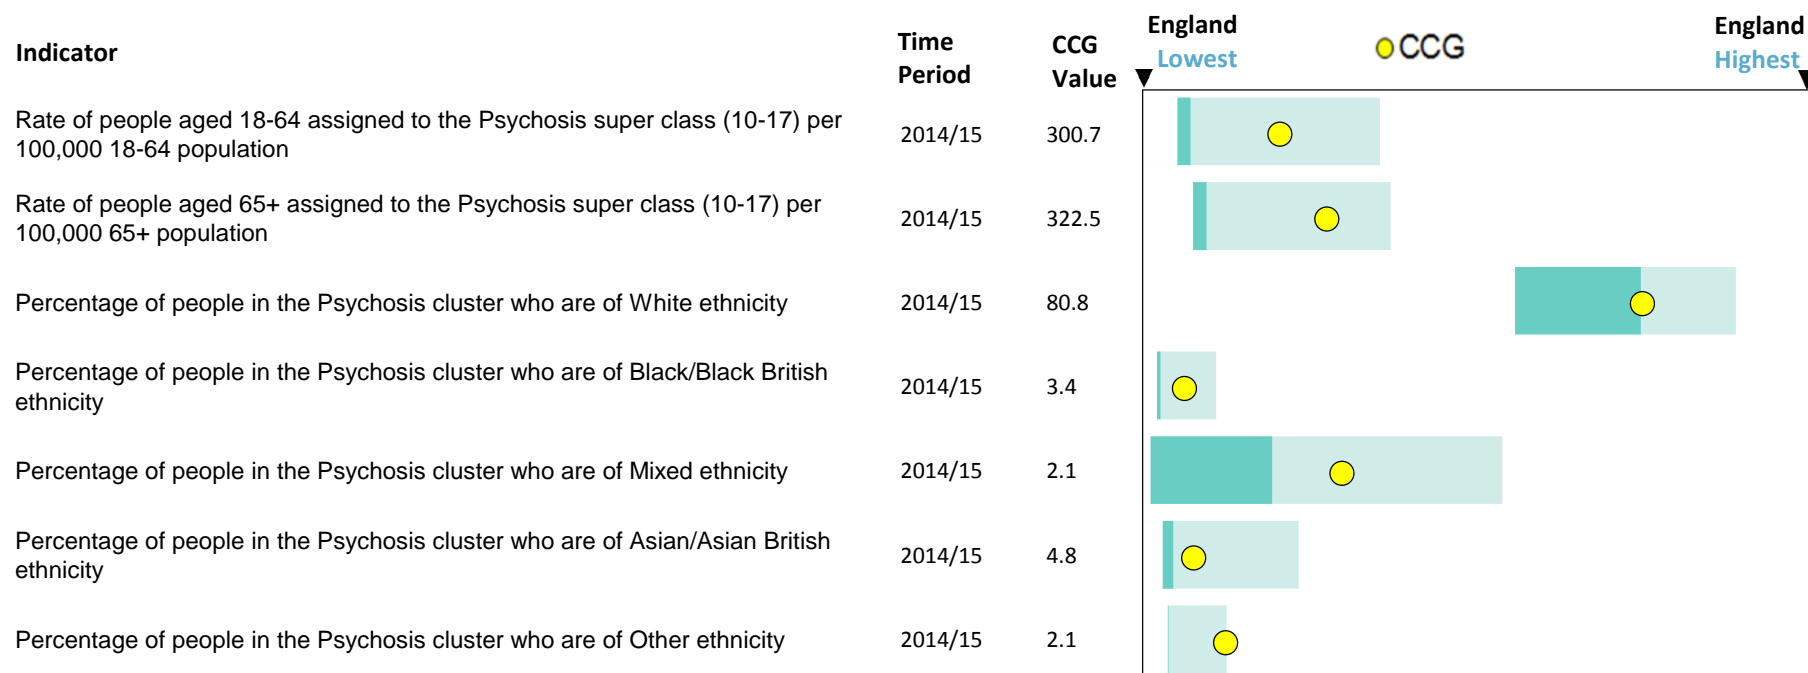 Indicator
Time
Period
CCG
Value
England
Lowest
CCG
England
Highest
Rate of people aged 18-64 assigned to the Psychosis super class (10-17) per
100,000 18-64 population
2014/15
300.7
Rate of people aged 65+ assigned to the Psychosis super class (10-17) per
100,000 65+ population
2014/15
322.5
Percentage of people in the Psychosis cluster who are of White ethnicity
2014/15
80.8
Percentage of people in the Psychosis cluster who are of Black/Black British
ethnicity
2014/15
3.4
Percentage of people in the Psychosis cluster who are of Mixed ethnicity
2014/15
2.1
Percentage of people in the Psychosis cluster who are of Asian/Asian British
ethnicity
2014/15
4.8
Percentage of people in the Psychosis cluster who are of Other ethnicity
2014/15
2.1